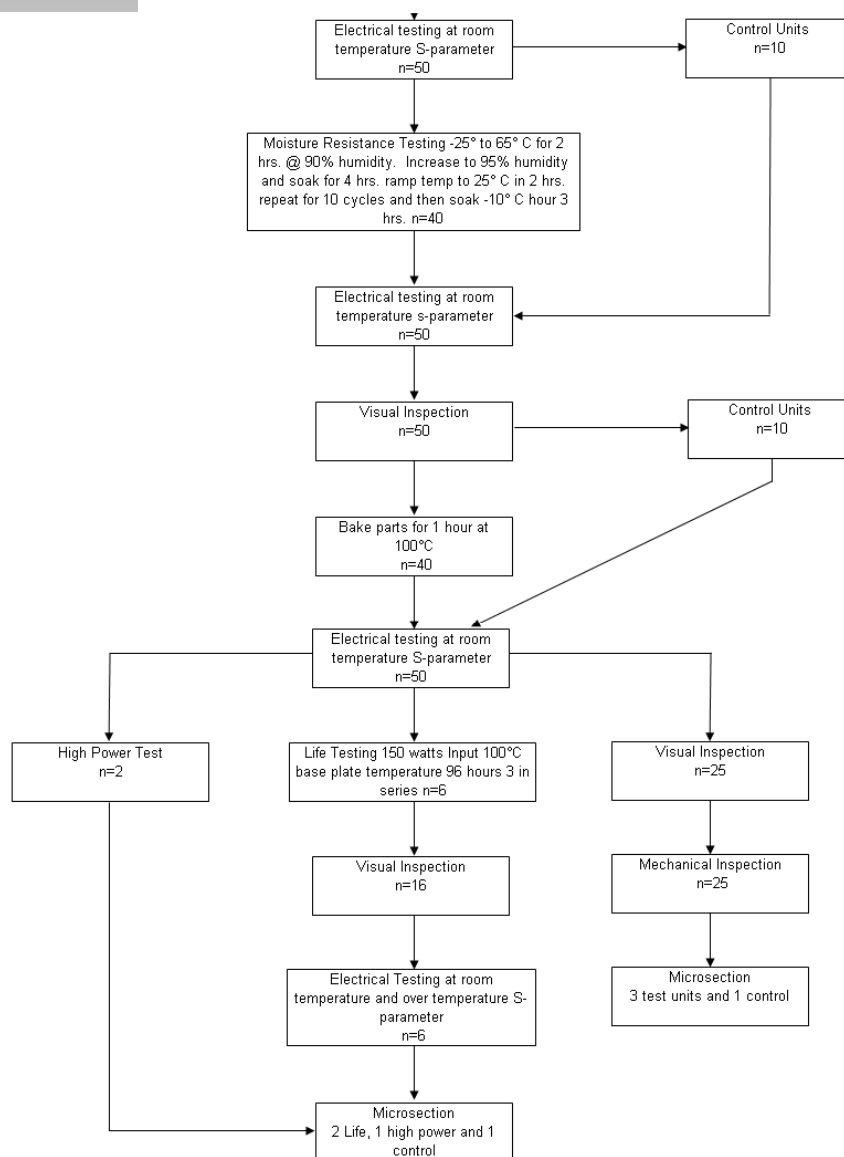 Electrical testing at room
temperature S-parameter
n=50
Control Units
n=10
Moisture Resistance Testing -25° to 65° C for 2
hrs. @ 90% humidity. Increase to 95% humidity
and soak for 4 hrs. ramp temp to 25° C in 2 hrs.
repeat for 10 cycles and then soak -10° C hour 3
hrs. n=40
Electrical testing at room
temperature s-parameter
n=50
Visual Inspection
n=50
Control Units
n=10
Bake parts for 1 hour at
100°C
n=40
Electrical testing at room
temperature S-parameter
n=50
High Power Test
n=2
Life Testing 150 watts Input 100°C
base plate temperature 96 hours 3 in
series n=6
Visual Inspection
n=25
Visual Inspection
n=16
Mechanical Inspection
n=25
Electrical Testing at room
temperature and over temperature S-
parameter
n=6
Microsection
3 test units and 1 control
Microsection
2 Life, 1 high power and 1
control